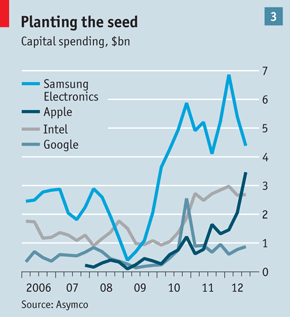 Planting the seed
3
Capital spending, $bn
7
Samsung
Electronics
6
Apple
5
Intel
Google
4
3
2
1
0
2006 07 08 09 10 11 12
Source: Asymco